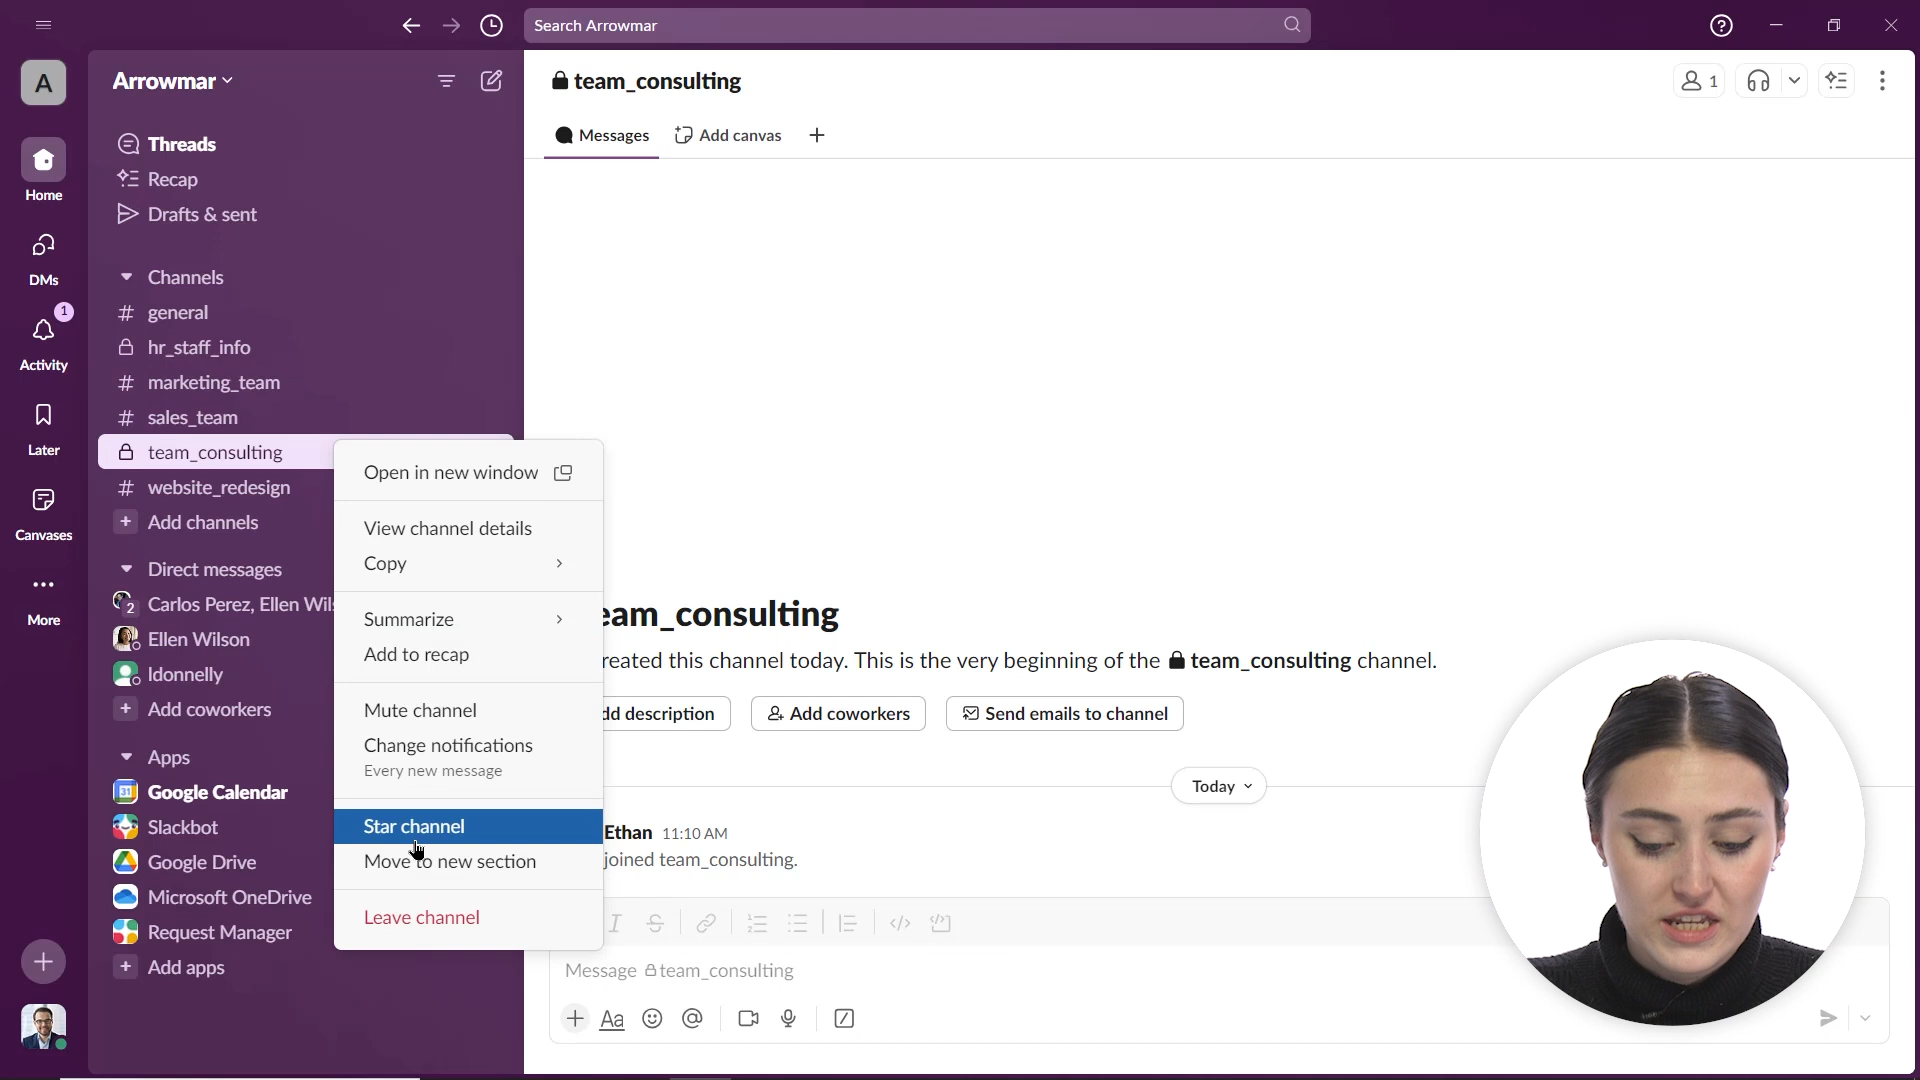 Search Arrowmar
A
Home
DMs
1
Activity
Later
Canvases
More
Arrowmar
Threads
Recap
Drafts & sent
Channels
# general
hr_staff_info
# marketing_team
# sales_team
team_consulting
# website_redesign
+ Add channels
Direct messages
2 Carlos Perez, Ellen Wil
Ellen Wilson
ldonnelly
+ Add coworkers
Apps
31 Google Calendar
Slackbot
Google Drive
Microsoft OneDrive
Request Manager
+ Add apps
Open in new window
View channel details
Copy
Summarize
Add to recap
Mute channel
Change notifications
Every new message
Star channel
Move to new section
Leave channel
team_consulting
1
Messages
Add canvas
+
eam_consulting
reated this channel today. This is the very beginning of the team_consulting channel.
dd description
Add coworkers
Send emails to channel
Today
Ethan 11:10 AM
joined team_consulting.
Message team_consulting
Aa